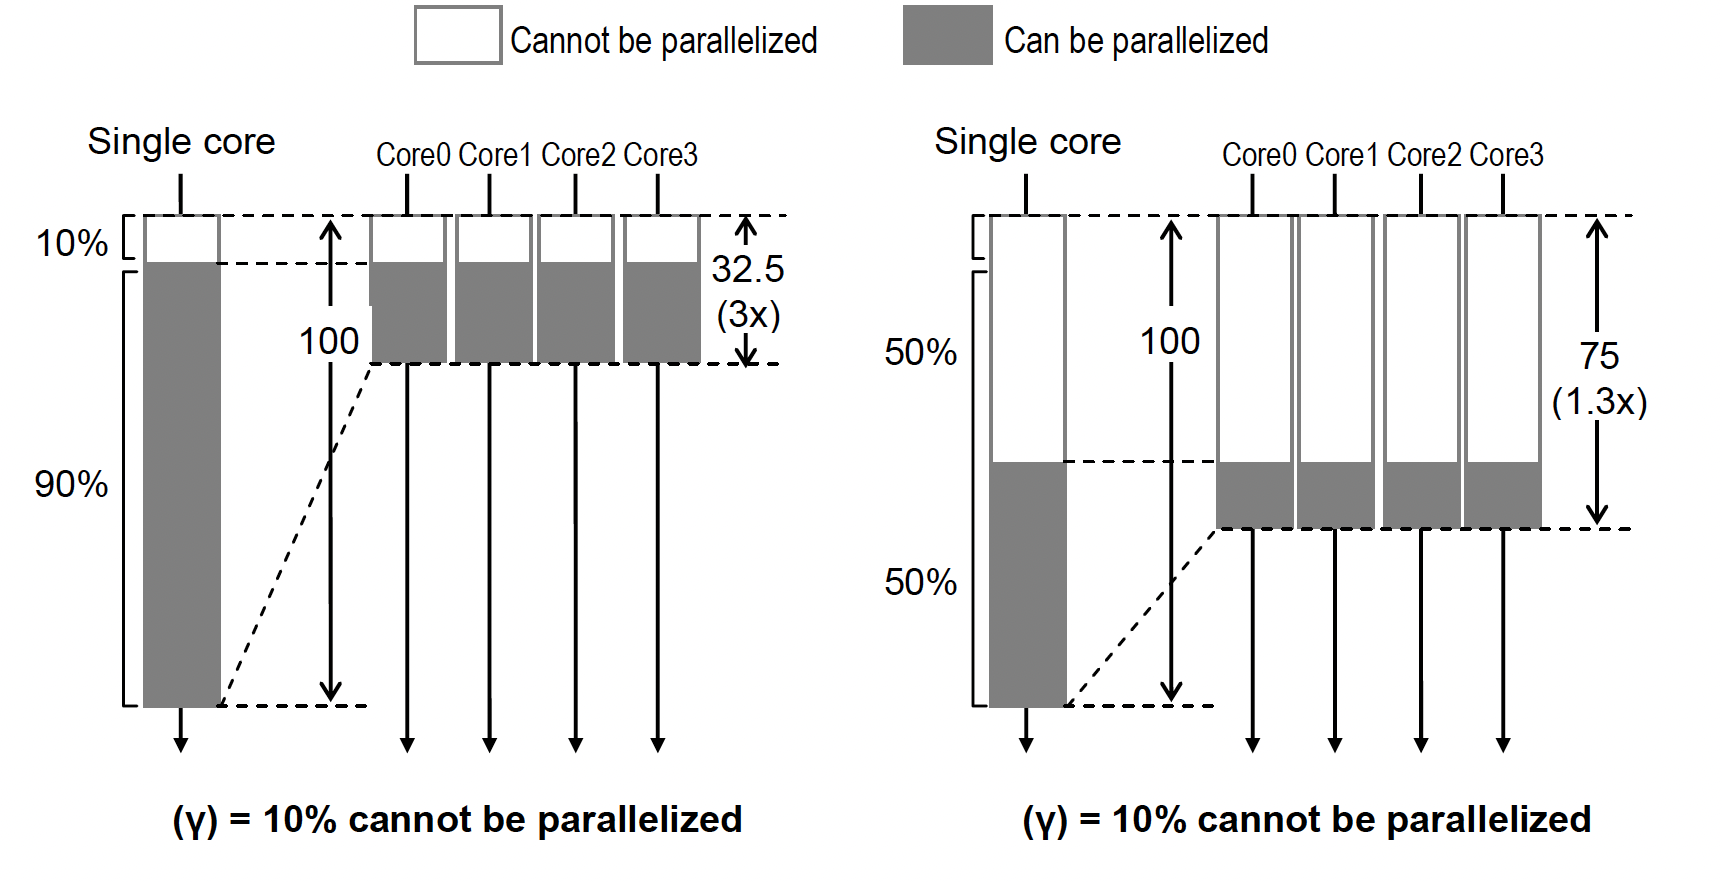 Cannot be parallelized
Can be parallelized
Single core
Core0 Core1 Core2 Core3
10%
90%
100
32.5
(3x)
(γ) = 10% cannot be parallelized
Single core
Core0 Core1 Core2 Core3
50%
50%
100
75
(1.3x)
(γ) = 10% cannot be parallelized